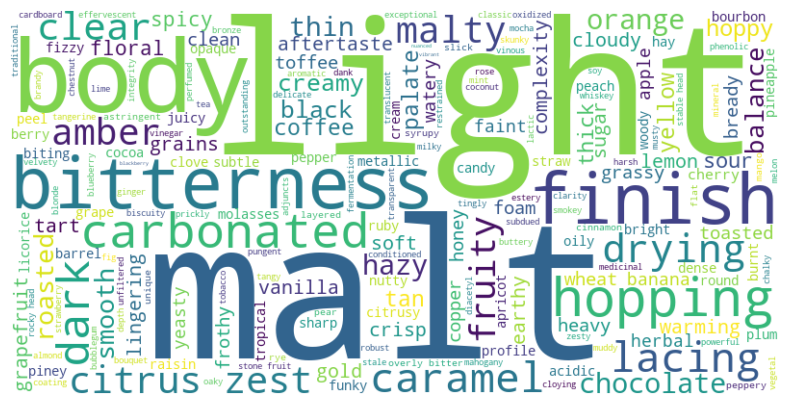 cardboard
effervescent
spicy
thin
malty
exceptional
classic
oxidized
orange
bourbon
hoppy
traditional
clear
bronze
mocha
skunky
phenolic
fizzy
floral
clean
opaque
aftertaste
slick
vinous
cloudy
hay
body
light
toffee
palate
watery
nuanced
vibrant
complexity
apple
pineapple
brandy
chestnut
integrity
perfumed
aromatic
dank
creamy
cream
translucent
rose
mint
coconut
restrained
soy
whiskey
peach
yellow
bready
stable head
mineral
lime
tangerine
astringent
outstanding
delicate
black
coffee
syrupy
milky
lactic
faint
thick
sugar
woody
musty
balance
peel
juicy
tea
berry
amber
vinegar
grains
biting
cocoa
clove
subtle
pepper
metallic
candy
straw
lemon
sour
grassy
cherry
harsh
mango
velvety
blonde
blueberry
blackberry
ginger
bitterness
adjuncts
fermentation
transparent
estery
tingly
clarity
smokey
flat
melon
finish
biscuity
prickly
molasses
layered
tart
grape
carbonated
ruby
soft
honey
foam
subdued
cinnamon
bright
toasted
licorice
roasted
barrel
fig
unfiltered
dark
smooth
lingering
pungent
conditioned
buttery
oily
medicinal
drying
dense
burnt
chalky
malt
hazy
nutty
fruity
copper
diacetyl
apricot
earthy
wheat
banana
round
hopping
grapefruit
rocky head
strawberry
depth
unique
yeasty
tobacco
tangy
vanilla
tan
citrusy
tropical
pear
sharp
crisp
frothy
heavy
warming
zesty
herbal
muddy
powerful
plum
almond
bubblegum
bouquet
raisin
stone fruit
rye
robust
profile
lacing
piney
coating
citrus
zest
oaky
gold
funky
stale
overly bitter
mahogany
caramel
cloying
acidic
chocolate
peppery
vegetal